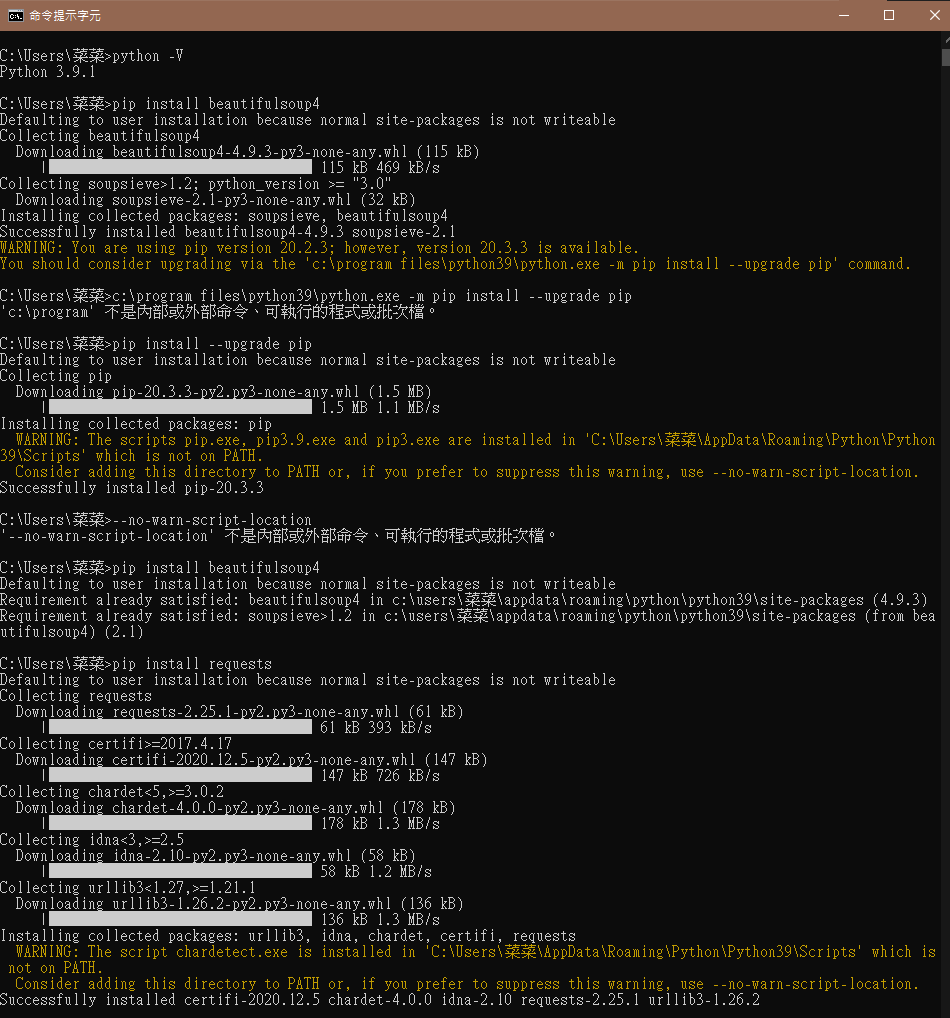 命令提示字元
C:\Users\菜菜>python -V
Python 3.9.1
C:\Users\菜菜>pip install beautifulsoup4
Defaulting to user installation because normal site-packages is not writeable
Collecting beautifulsoup4
Downloading beautifulsoup4-4.9.3-py3-none-any.whl (115 kB)
| 115 kB 469 kB/s
Collecting soupsieve>1.2; python_version >= "3.0"
Downloading soupsieve-2.1-py3-none-any.whl (32 kB)
Installing collected packages: soupsieve, beautifulsoup4
Successfully installed beautifulsoup4-4.9.3 soupsieve-2.1
WARNING: You are using pip version 20.2.3; however, version 20.3.3 is available.
You should consider upgrading via the 'c:\program files\python39\python.exe -m pip install --upgrade pip' command.
C:\Users\菜菜>c:\program files\python39\python.exe -m pip install --upgrade pip
'c:\program' 不是內部或外部命令、可執行的程式或批次檔。
C:\Users\菜菜>pip install --upgrade pip
Defaulting to user installation because normal site-packages is not writeable
Collecting pip
Downloading pip-20.3.3-py2.py3-none-any.whl (1.5 MB)
| 1.5 MB 1.1 MB/s
Installing collected packages: pip
WARNING: The scripts pip.exe, pip3.9.exe and pip3.exe are installed in 'C:\Users\菜菜\AppData\Roaming\Python\Python
39\Scripts' which is not on PATH.
Consider adding this directory to PATH or, if you prefer to suppress this warning, use --no-warn-script-location.
Successfully installed pip-20.3.3
C:\Users\菜菜>--no-warn-script-location
'--no-warn-script-location' 不是內部或外部命令、可執行的程式或批次檔。
C:\Users\菜菜>pip install beautifulsoup4
Defaulting to user installation because normal site-packages is not writeable
Requirement already satisfied: beautifulsoup4 in c:\users\菜菜\appdata\roaming\python\python39\site-packages (4.9.3)
Requirement already satisfied: soupsieve>1.2 in c:\users\菜菜\appdata\roaming\python\python39\site-packages (from bea
utifulsoup4) (2.1)
C:\Users\菜菜>pip install requests
Defaulting to user installation because normal site-packages is not writeable
Collecting requests
Downloading requests-2.25.1-py2.py3-none-any.whl (61 kB)
| 61 kB 393 kB/s
Collecting certifi>=2017.4.17
Downloading certifi-2020.12.5-py2.py3-none-any.whl (147 kB)
| 147 kB 726 kB/s
Collecting chardet<5,>=3.0.2
Downloading chardet-4.0.0-py2.py3-none-any.whl (178 kB)
| 178 kB 1.3 MB/s
Collecting idna<3,>=2.5
Downloading idna-2.10-py2.py3-none-any.whl (58 kB)
| 58 kB 1.2 MB/s
Collecting urllib3<1.27,>=1.21.1
Downloading urllib3-1.26.2-py2.py3-none-any.whl (136 kB)
| 136 kB 1.3 MB/s
Installing collected packages: urllib3, idna, chardet, certifi, requests
WARNING: The script chardetect.exe is installed in 'C:\Users\菜菜\AppData\Roaming\Python\Python39\Scripts' which is
not on PATH.
Consider adding this directory to PATH or, if you prefer to suppress this warning, use --no-warn-script-location.
Successfully installed certifi-2020.12.5 chardet-4.0.0 idna-2.10 requests-2.25.1 urllib3-1.26.2